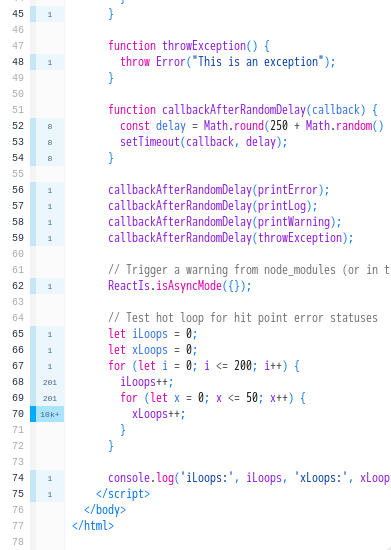 45 1 }
46
47 function throwException() {
48 1 throw Error("This is an exception");
49 }
50
51 function callbackAfterRandomDelay(callback) {
52 8 const delay = Math.round(250 + Math.random()
53 8 setTimeout(callback, delay);
54 8 }
55
56 1 callbackAfterRandomDelay(printError);
57 1 callbackAfterRandomDelay(printLog);
58 1 callbackAfterRandomDelay(printWarning);
59 1 callbackAfterRandomDelay(throwException);
60
61 // Trigger a warning from node_modules (or in t
62 1 ReactIs.isAsyncMode({});
63
64 // Test hot loop for hit point error statuses
65 1 let iLoops = 0;
66 1 let xLoops = 0;
67 1 for (let i = 0; i <= 200; i++) {
68 201 iLoops++;
69 201 for (let x = 0; x <= 50; x++) {
70 10k+ xLoops++;
71 }
72 }
73
74 1 console.log('iLoops:', iLoops, 'xLoops:', xLoop
75 1 </script>
76 </body>
77 </html>
78